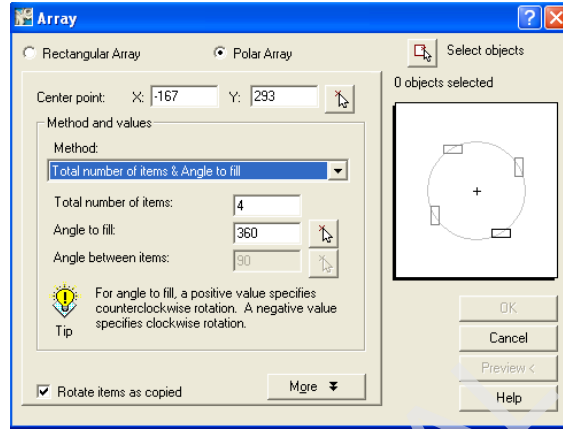 Array
Rectangular Array Polar Array Select objects
0 objects selected
Center point: X: -167 Y: 293
Method and values
Method:
Total number of items & Angle to fill
Total number of items: 4
Angle to fill: 360
Angle between items: 90
For angle to fill, a positive value specifies
counterclockwise rotation. A negative value
specifies clockwise rotation.
Tip
OK
Cancel
Preview <
Help
Rotate items as copied More